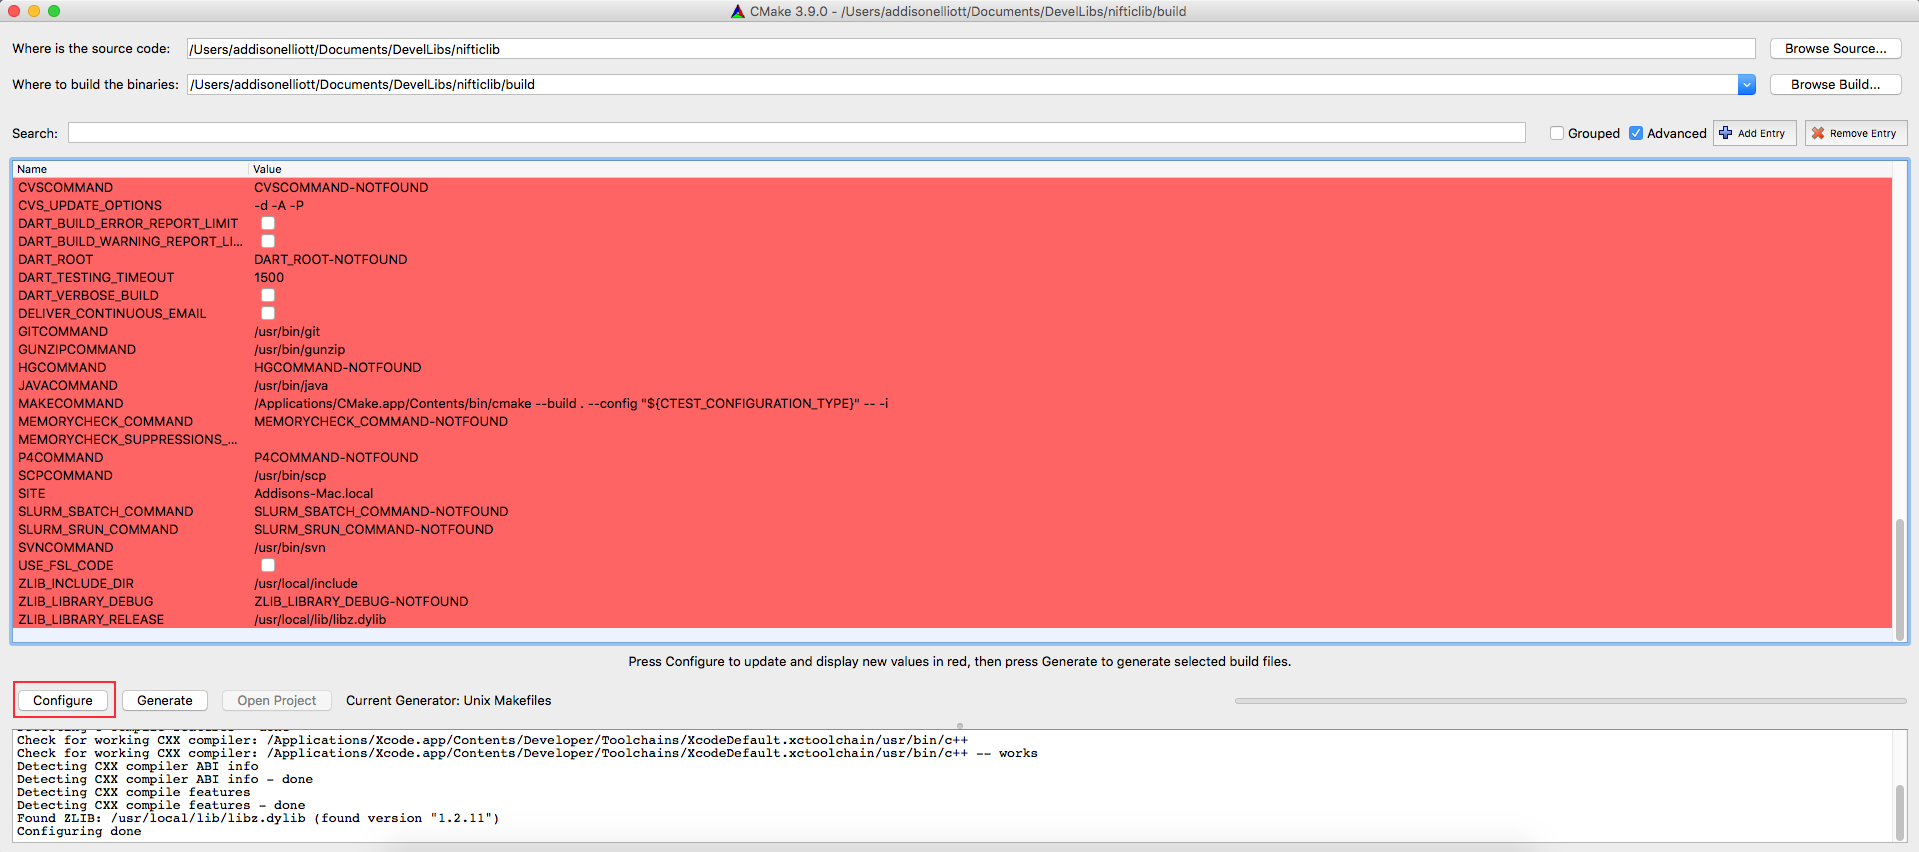 CMake 3.9.0 - /Users/addisonelliott/Documents/DevelLibs/nifticlib/build
Where is the source code: /Users/addisonelliott/Documents/DevelLibs/nifticlib Browse Source...
Where to build the binaries: /Users/addisonelliott/Documents/DevelLibs/nifticlib/build Browse Build...
Search: Grouped Advanced Add Entry Remove Entry
Name Value
CVSCOMMAND CVSCOMMAND-NOTFOUND
CVS_UPDATE_OPTIONS -d -A -P
DART_BUILD_ERROR_REPORT_LIMIT
DART_BUILD_WARNING_REPORT_LI...
DART_ROOT DART_ROOT-NOTFOUND
DART_TESTING_TIMEOUT 1500
DART_VERBOSE_BUILD
DELIVER_CONTINUOUS_EMAIL
GITCOMMAND /usr/bin/git
GUNZIPCOMMAND /usr/bin/gunzip
HGCOMMAND HGCOMMAND-NOTFOUND
JAVACOMMAND /usr/bin/java
MAKECOMMAND /Applications/CMake.app/Contents/bin/cmake --build . --config "${CTEST_CONFIGURATION_TYPE}" -- -i
MEMORYCHECK_COMMAND MEMORYCHECK_COMMAND-NOTFOUND
MEMORYCHECK_SUPPRESSIONS_...
P4COMMAND P4COMMAND-NOTFOUND
SCPCOMMAND /usr/bin/scp
SITE Addisons-Mac.local
SLURM_SBATCH_COMMAND SLURM_SBATCH_COMMAND-NOTFOUND
SLURM_SRUN_COMMAND SLURM_SRUN_COMMAND-NOTFOUND
SVNCOMMAND /usr/bin/svn
USE_FSL_CODE
ZLIB_INCLUDE_DIR /usr/local/include
ZLIB_LIBRARY_DEBUG ZLIB_LIBRARY_DEBUG-NOTFOUND
ZLIB_LIBRARY_RELEASE /usr/local/lib/libz.dylib
Press Configure to update and display new values in red, then press Generate to generate selected build files.
Configure Generate Open Project Current Generator: Unix Makefiles
Check for working CXX compiler: /Applications/Xcode.app/Contents/Developer/Toolchains/XcodeDefault.xctoolchain/usr/bin/c++
Check for working CXX compiler: /Applications/Xcode.app/Contents/Developer/Toolchains/XcodeDefault.xctoolchain/usr/bin/c++ -- works
Detecting CXX compiler ABI info
Detecting CXX compiler ABI info - done
Detecting CXX compile features
Detecting CXX compile features - done
Found ZLIB: /usr/local/lib/libz.dylib (found version "1.2.11")
Configuring done